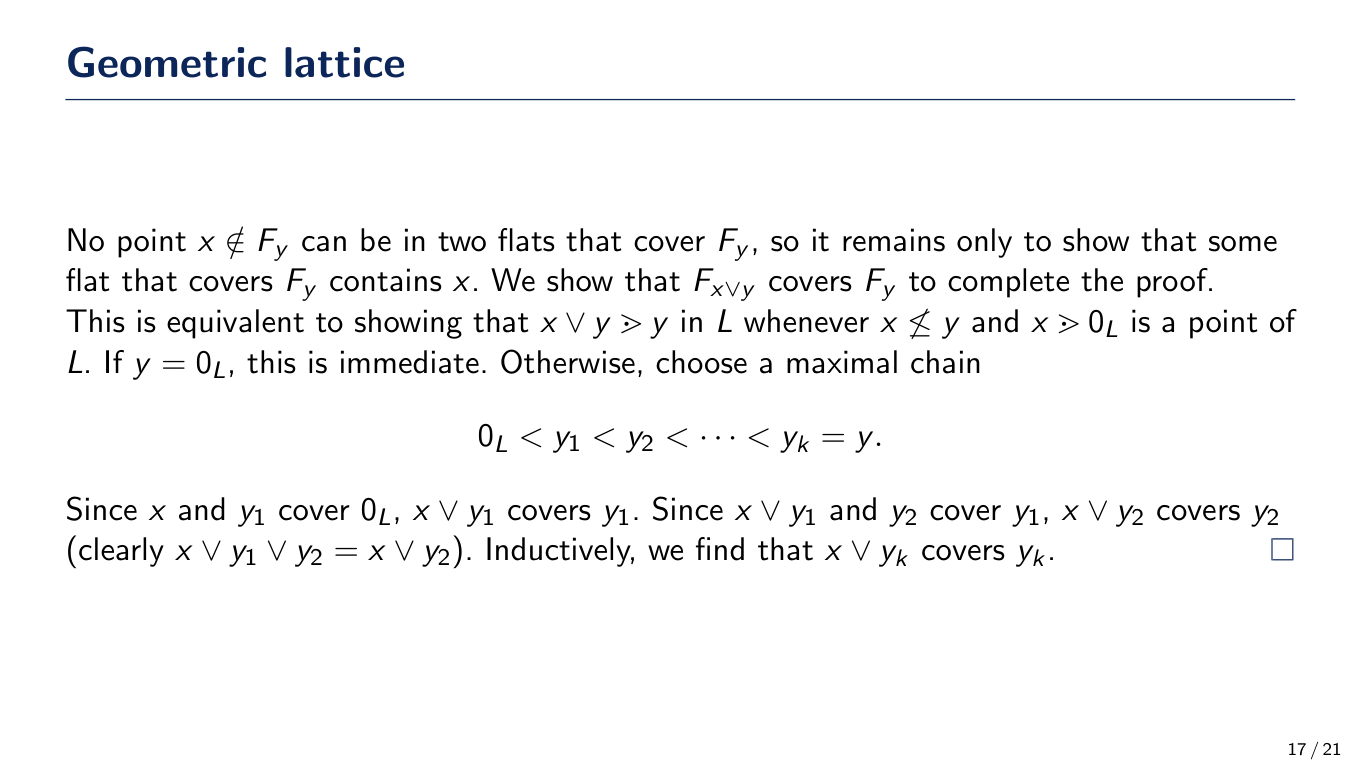 Geometric lattice
No point x ∉ F_y can be in two flats that cover F_y, so it remains only to show that some
flat that covers F_y contains x. We show that F_{x∨y} covers F_y to complete the proof.
This is equivalent to showing that x ∨ y ⋗ y in L whenever x ≰ y and x ⋗ 0_L is a point of
L. If y = 0_L, this is immediate. Otherwise, choose a maximal chain
0_L < y_1 < y_2 < ··· < y_k = y.
Since x and y_1 cover 0_L, x ∨ y_1 covers y_1. Since x ∨ y_1 and y_2 cover y_1, x ∨ y_2 covers y_2
(clearly x ∨ y_1 ∨ y_2 = x ∨ y_2). Inductively, we find that x ∨ y_k covers y_k. □
17 / 21